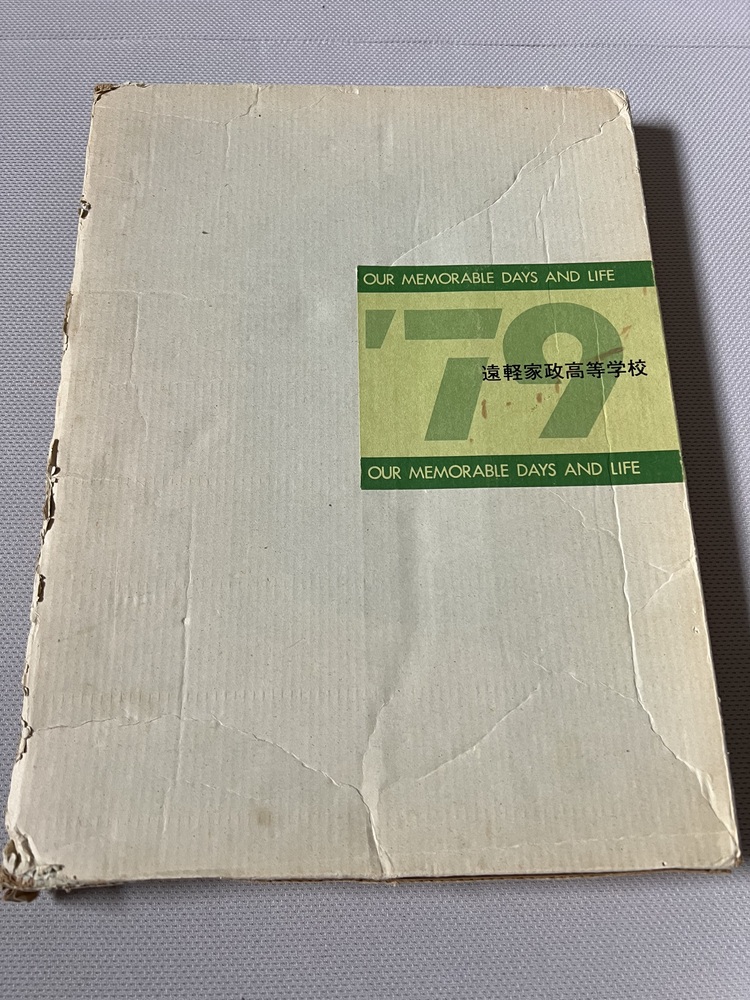 OUR MEMORABLE DAYS AND LIFE
'79
遠軽家政高等学校
OUR MEMORABLE DAYS AND LIFE